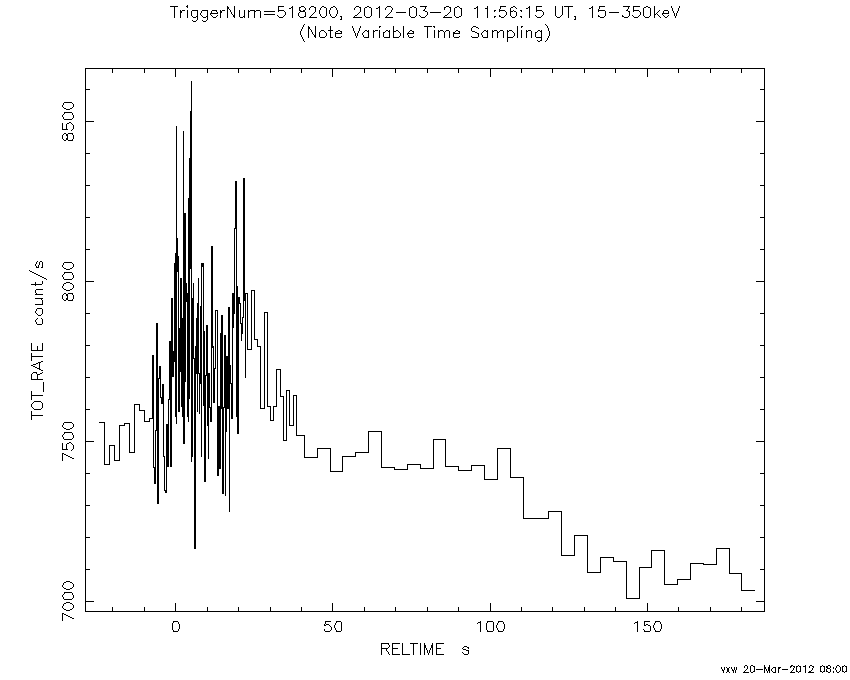 TriggerNum=518200, 2012-03-20 11:56:15 UT, 15-350keV
(Note Variable Time Sampling)
8500
8000
7500
7000
TOT_RATE count/s
0 50 100 150
RELTIME s
vxw 20-Mar-2012 08:00